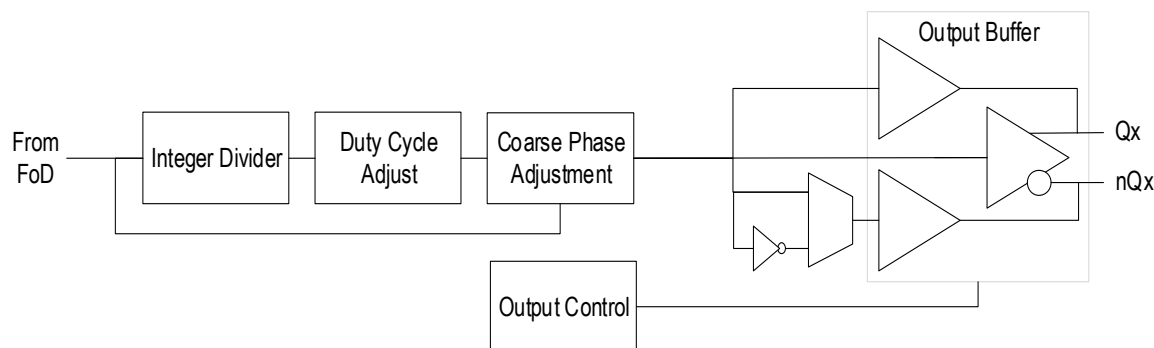 Output Buffer
From
FoD
Integer Divider
Duty Cycle
Adjust
Coarse Phase
Adjustment
Qx
nQx
Output Control